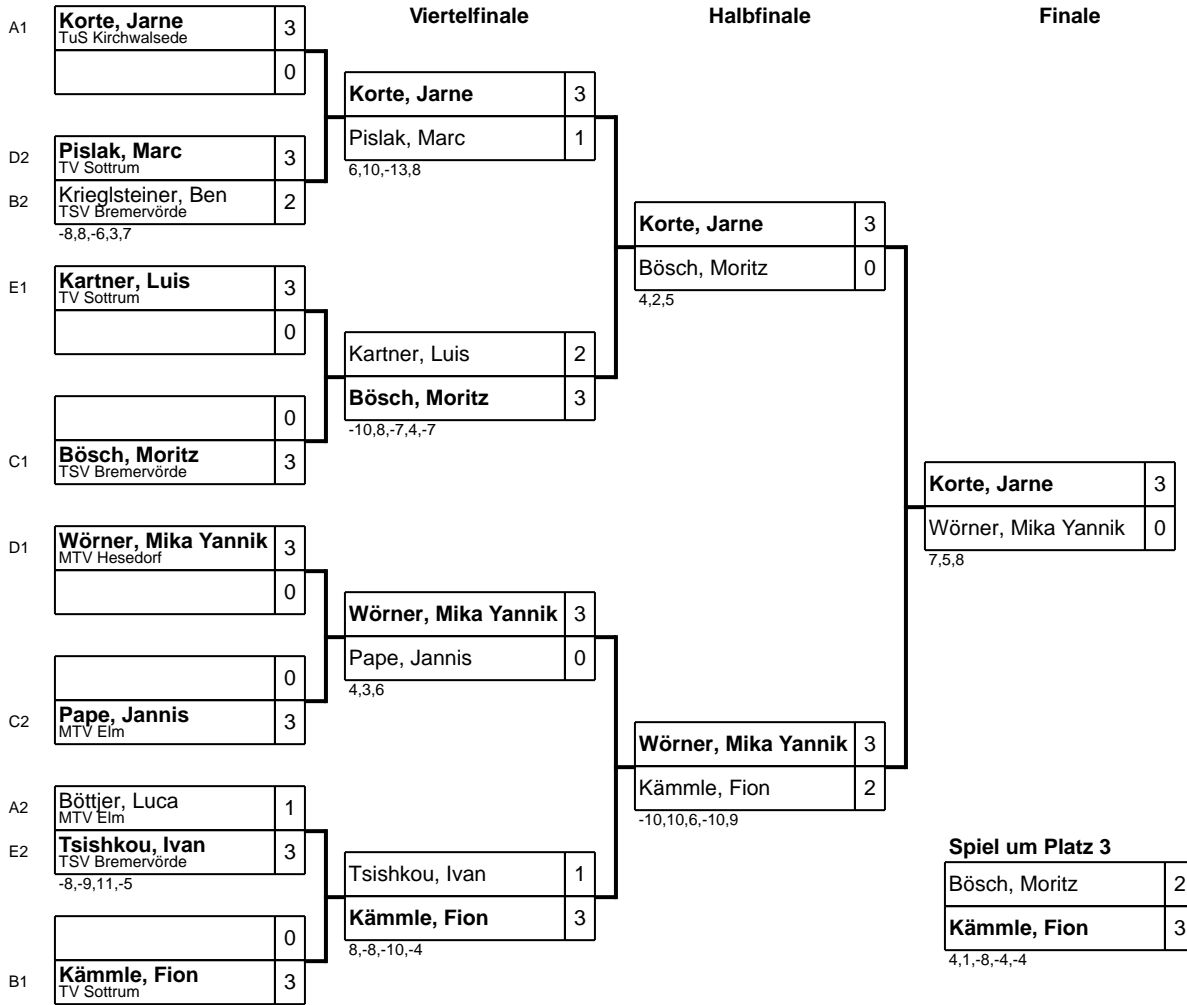 Viertelfinale
Halbfinale
Finale
A1
Korte, Jarne 3
TuS Kirchwalsede
0
D2
Pislak, Marc 3
TV Sottrum
B2
Krieglsteiner, Ben 2
TSV Bremervörde
-8,8,-6,3,7
E1
Kartner, Luis 3
TV Sottrum
0
0
C1
Bösch, Moritz 3
TSV Bremervörde
D1
Wörner, Mika Yannik 3
MTV Hesedorf
0
0
C2
Pape, Jannis 3
MTV Elm
A2
Böttjer, Luca 1
MTV Elm
E2
Tsishkou, Ivan 3
TSV Bremervörde
-8,-9,11,-5
0
B1
Kämmle, Fion 3
TV Sottrum
Korte, Jarne 3
Pislak, Marc 1
6,10,-13,8
Kartner, Luis 2
Bösch, Moritz 3
-10,8,-7,4,-7
Wörner, Mika Yannik 3
Pape, Jannis 0
4,3,6
Tsishkou, Ivan 1
Kämmle, Fion 3
8,-8,-10,-4
Korte, Jarne 3
Bösch, Moritz 0
4,2,5
Wörner, Mika Yannik 3
Kämmle, Fion 2
-10,10,6,-10,9
Korte, Jarne 3
Wörner, Mika Yannik 0
7,5,8
Spiel um Platz 3
Bösch, Moritz 2
Kämmle, Fion 3
4,1,-8,-4,-4